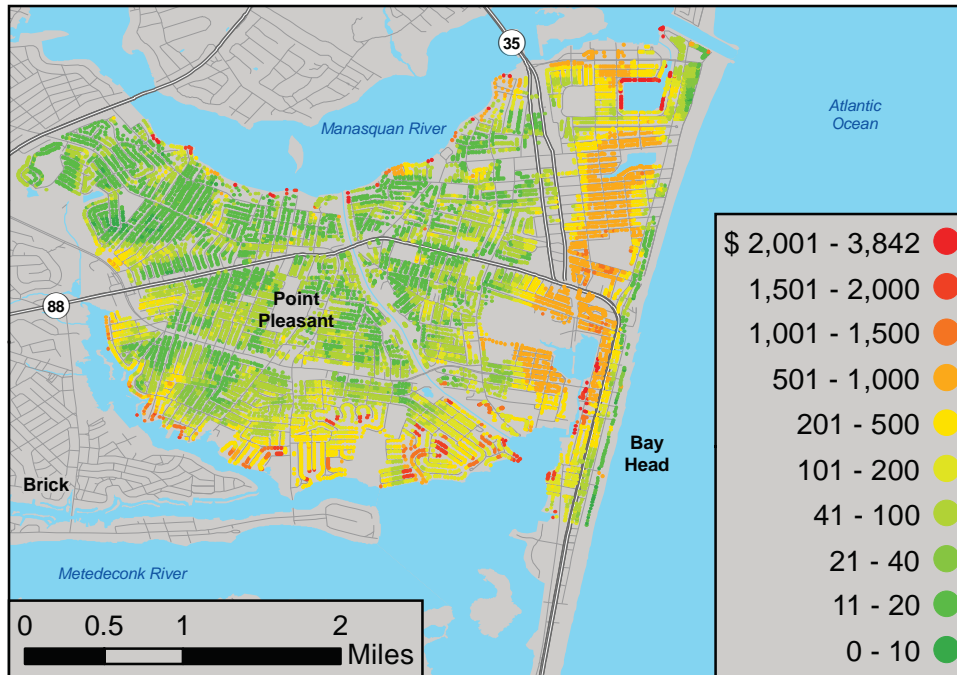 35
Manasquan River
Atlantic
Ocean
88
Point
Pleasant
Bay
Head
Brick
Metedeconk River
$ 2,001 - 3,842
1,501 - 2,000
1,001 - 1,500
501 - 1,000
201 - 500
101 - 200
41 - 100
21 - 40
11 - 20
0 - 10
0 0.5 1 2
Miles